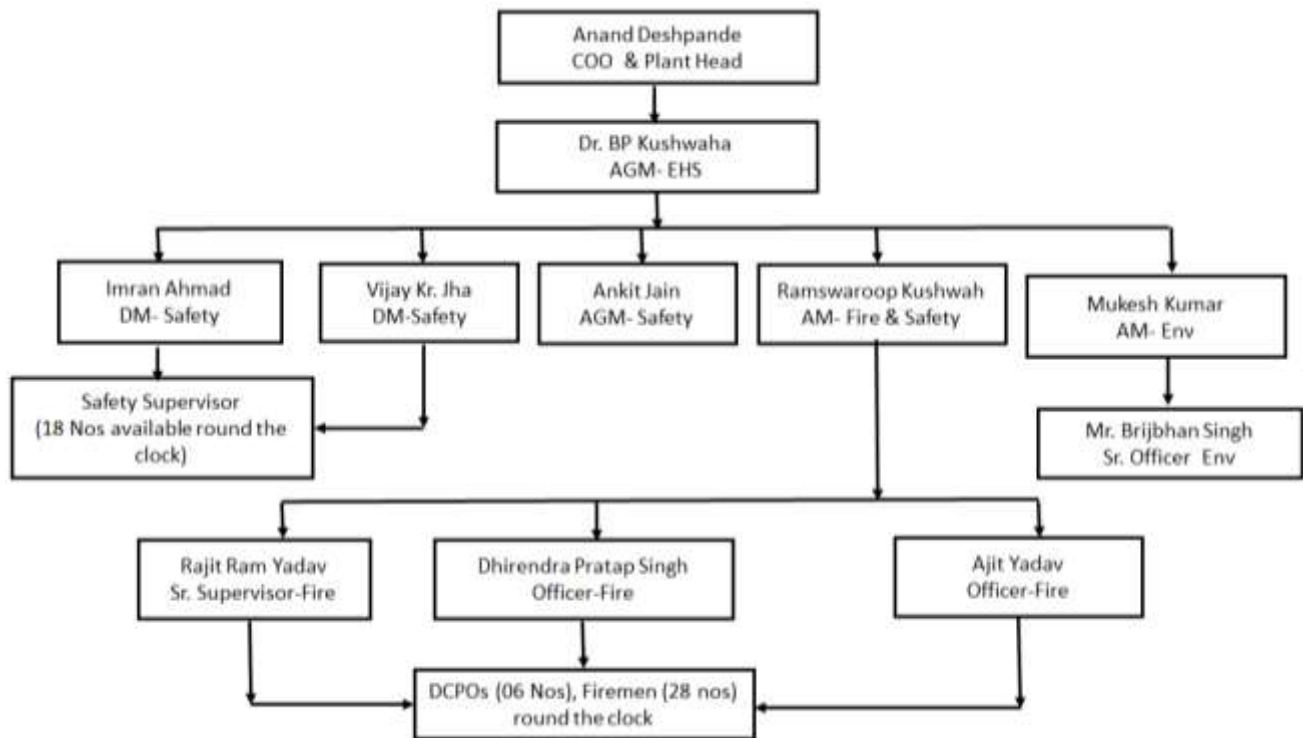 Anand Deshpande
COO & Plant Head
Dr. BP Kushwaha
AGM- EHS
Imran Ahmad
DM- Safety
Vijay Kr. Jha
DM-Safety
Ankit Jain
AGM- Safety
Ramswaroop Kushwah
AM- Fire & Safety
Mukesh Kumar
AM- Env
Safety Supervisor
(18 Nos available round the
clock)
Mr. Brijbhan Singh
Sr. Officer Env
Rajit Ram Yadav
Sr. Supervisor-Fire
Dhirendra Pratap Singh
Officer-Fire
Ajit Yadav
Officer-Fire
DCPOs (06 Nos), Firemen (28 nos)
round the clock